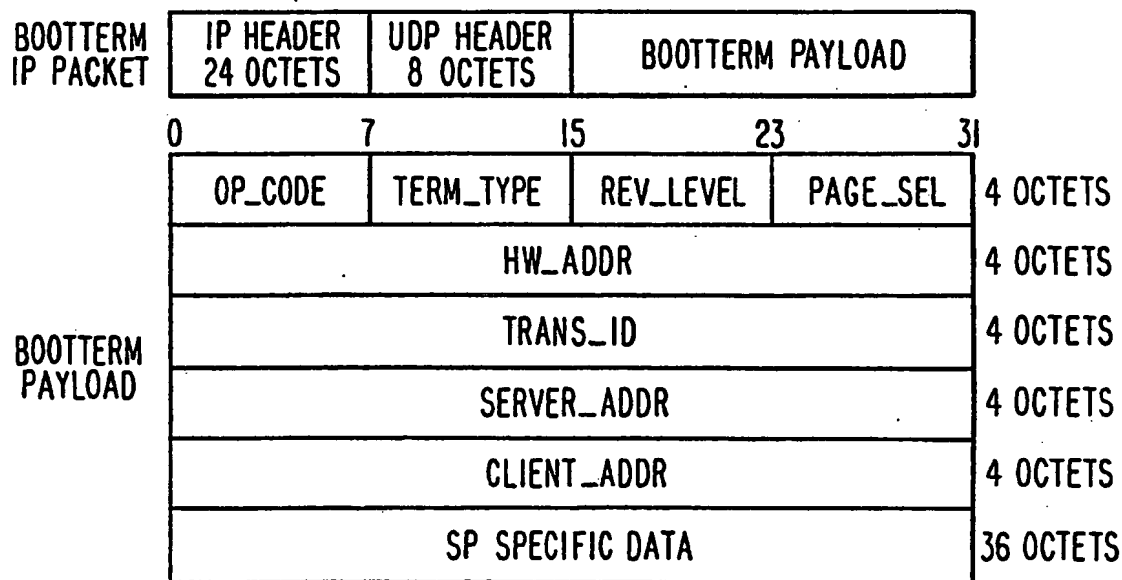 BOOTTERM IP PACKET
IP HEADER 24 OCTETS
UDP HEADER 8 OCTETS
BOOTTERM PAYLOAD
0 7 15 23 31
OP_CODE TERM_TYPE REV_LEVEL PAGE_SEL 4 OCTETS
HW_ADDR 4 OCTETS
TRANS_ID 4 OCTETS
BOOTTERM PAYLOAD
SERVER_ADDR 4 OCTETS
CLIENT_ADDR 4 OCTETS
SP SPECIFIC DATA 36 OCTETS